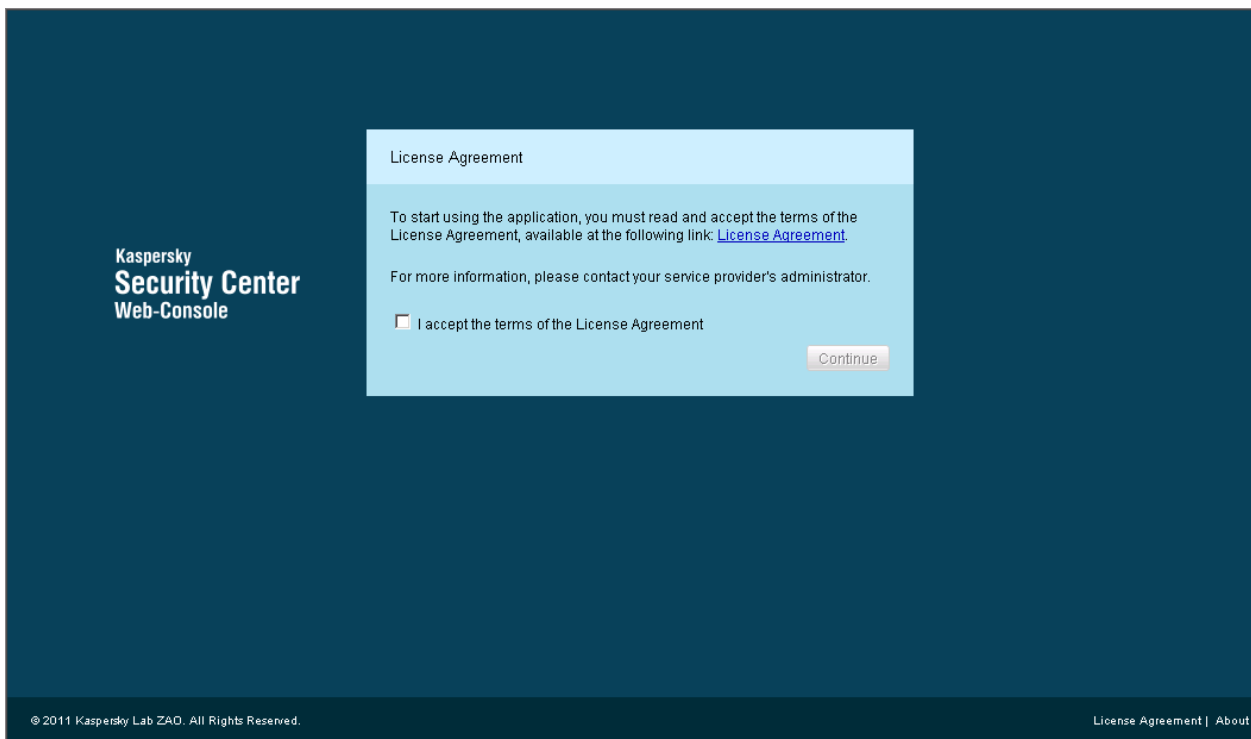 License Agreement
To start using the application, you must read and accept the terms of the
License Agreement, available at the following link: License Agreement.
Kaspersky
Security Center
Web-Console
For more information, please contact your service provider's administrator.
I accept the terms of the License Agreement
Continue
© 2011 Kaspersky Lab ZAO. All Rights Reserved.
License Agreement | About